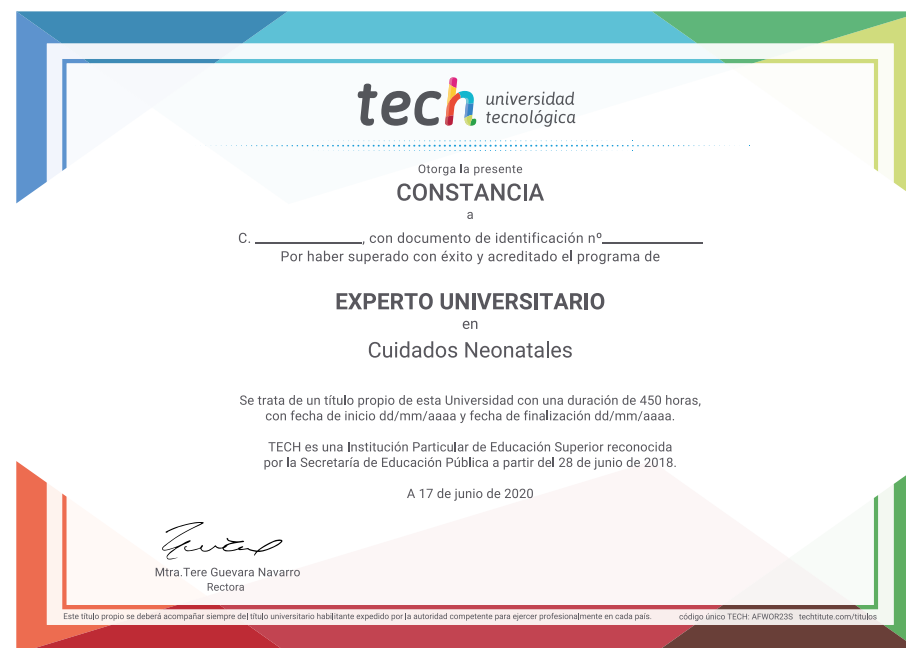 tech universidad
tecnológica
Otorga la presente
CONSTANCIA
a
C. ____________, con documento de identificación nº____________
Por haber superado con éxito y acreditado el programa de
EXPERTO UNIVERSITARIO
en
Cuidados Neonatales
Se trata de un título propio de esta Universidad con una duración de 450 horas,
con fecha de inicio dd/mm/aaaa y fecha de finalización dd/mm/aaaa.
TECH es una Institución Particular de Educación Superior reconocida
por la Secretaría de Educación Pública a partir del 28 de junio de 2018.
A 17 de junio de 2020
Mtra.Tere Guevara Navarro
Rectora
Este título propio se deberá acompañar siempre del título universitario habilitante expedido por la autoridad competente para ejercer profesionalmente en cada país. código único TECH: AFWOR23S techtitute.com/titulos